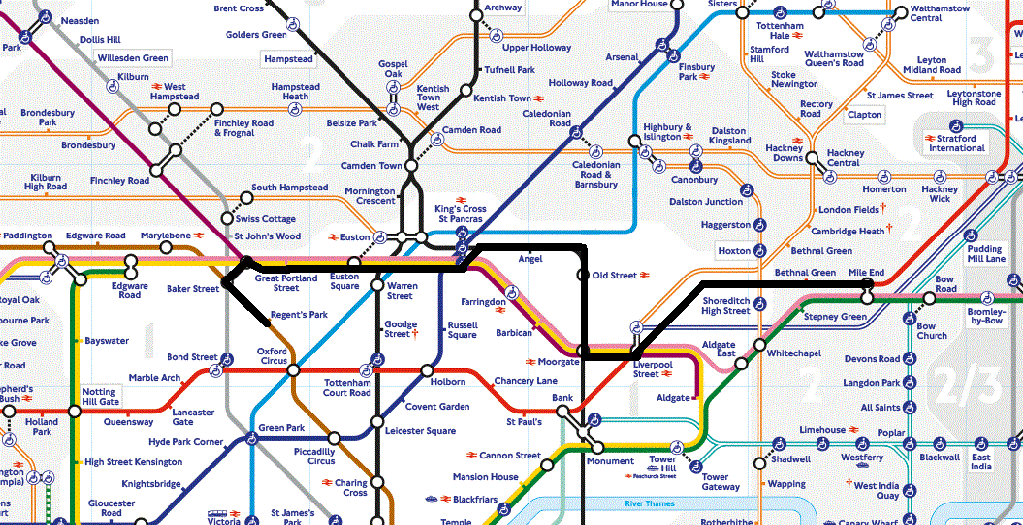 Brent Cross
Archway
Manor House
Sisters
Walthamstow
Central
Neasden
Park
Golders Green
Tottenham
Hale
Dollis Hill
Upper Holloway
Arsenal
Stamford
Hill
Walthamstow
Queen's Road
Willesden Green
Hampstead
Gospel
Oak
Tufnell Park
Finsbury
Park
Leyton
Midland Road
3
Kilburn
West
Hampstead
Hampstead
Heath
Kentish
Town
West
Kentish Town
Holloway Road
Stoke
Newington
St James Street
Leytonstone
High Road
Brondesbury
Park
Finchley Road
& Frognal
Belsize Park
Camden Road
Caledonian
Road
Highbury &
Islington
Dalston
Kingsland
Rectory
Road
Clapton
Brondesbury
Chalk Farm
Hackney
Downs
Hackney
Central
Stratford
International
Camden Town
Caledonian
Road &
Barnsbury
Canonbury
Kilburn
High Road
Finchley Road
South Hampstead
Mornington
Crescent
Dalston Junction
Homerton
Hackney
Wick
Swiss Cottage
King's Cross
St Pancras
London Fields
Haggerston
Cambridge Heath
Paddington
Edgware Road
Marylebone
St John's Wood
Euston
Pudding
Mill Lane
Angel
Hoxton
Bethnal Green
Royal Oak
Edgware
Road
Baker Street
Great Portland
Street
Euston
Square
Warren
Street
Old Street
Bethnal Green
Mile End
Bow
Road
Farringdon
Shoreditch
High Street
Stepney Green
Bromley-
by-Bow
bourne Park
Regent's Park
Goodge
Street
Russell
Square
Barbican
Bow
Church
ke Grove
Bayswater
Bond Street
Oxford
Circus
Moorgate
Liverpool
Street
Aldgate
East
Whitechapel
Devons Road
Marble Arch
Tottenham
Court Road
Holborn
Chancery Lane
Langdon Park
2/3
pherd's
Bush
Notting
Hill Gate
Aldgate
Bank
All Saints
Holland
Park
Queensway
Lancaster
Gate
Covent Garden
St Paul's
Hyde Park Corner
Green Park
Leicester Square
Limehouse
Poplar
Piccadilly
Circus
Cannon Street
Monument
Tower
Hill
Fenchurch Street
Shadwell
Westferry
Blackwall
East
India
High Street Kensington
Mansion House
Tower
Gateway
Knightsbridge
Charing
Cross
Wapping
West India
Quay
Gloucester
Road
Blackfriars
River Thames
Victoria
St James's
Park
Temple
Rotherhithe
Canary Wharf